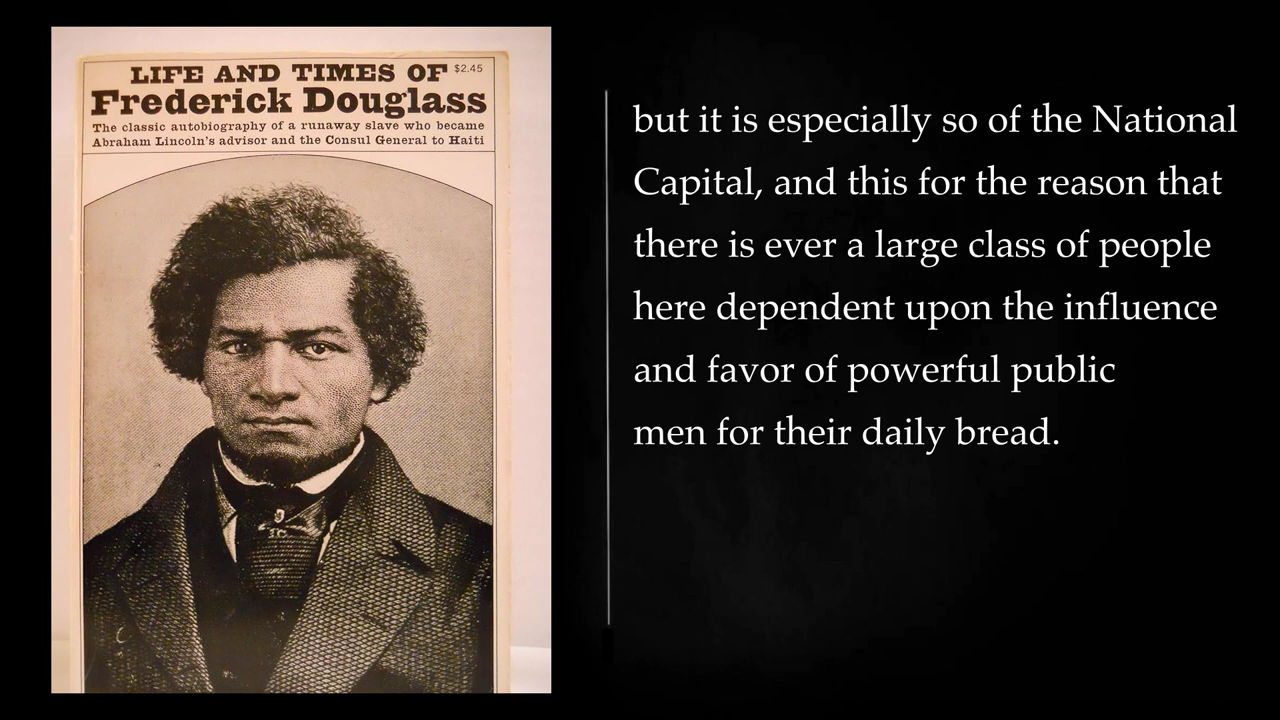 LIFE AND TIMES OF $2.45
Frederick Douglass
The classic autobiography of a runaway slave who became
Abraham Lincoln's advisor and the Consul General to Haiti
but it is especially so of the National
Capital, and this for the reason that
there is ever a large class of people
here dependent upon the influence
and favor of powerful public
men for their daily bread.